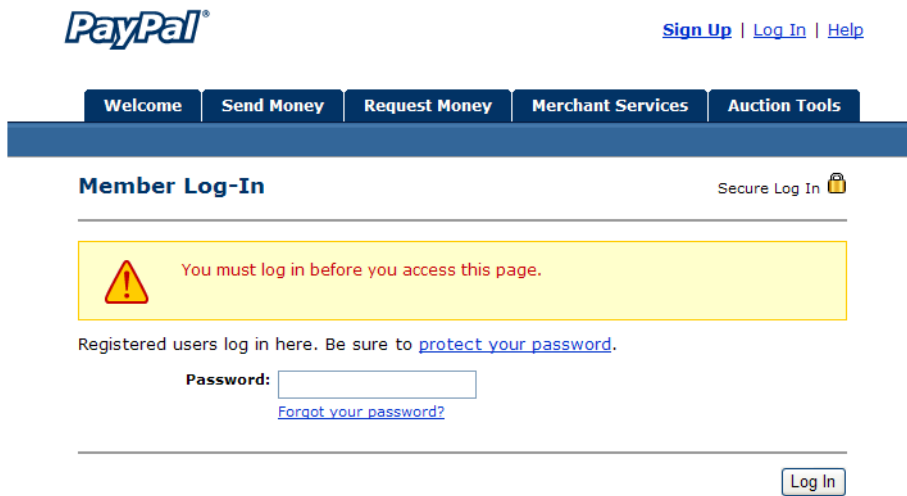 PayPal®
Sign Up | Log In | Help
Welcome Send Money Request Money Merchant Services Auction Tools
Member Log-In
Secure Log In
You must log in before you access this page.
Registered users log in here. Be sure to protect your password.
Password:
Forgot your password?
Log In